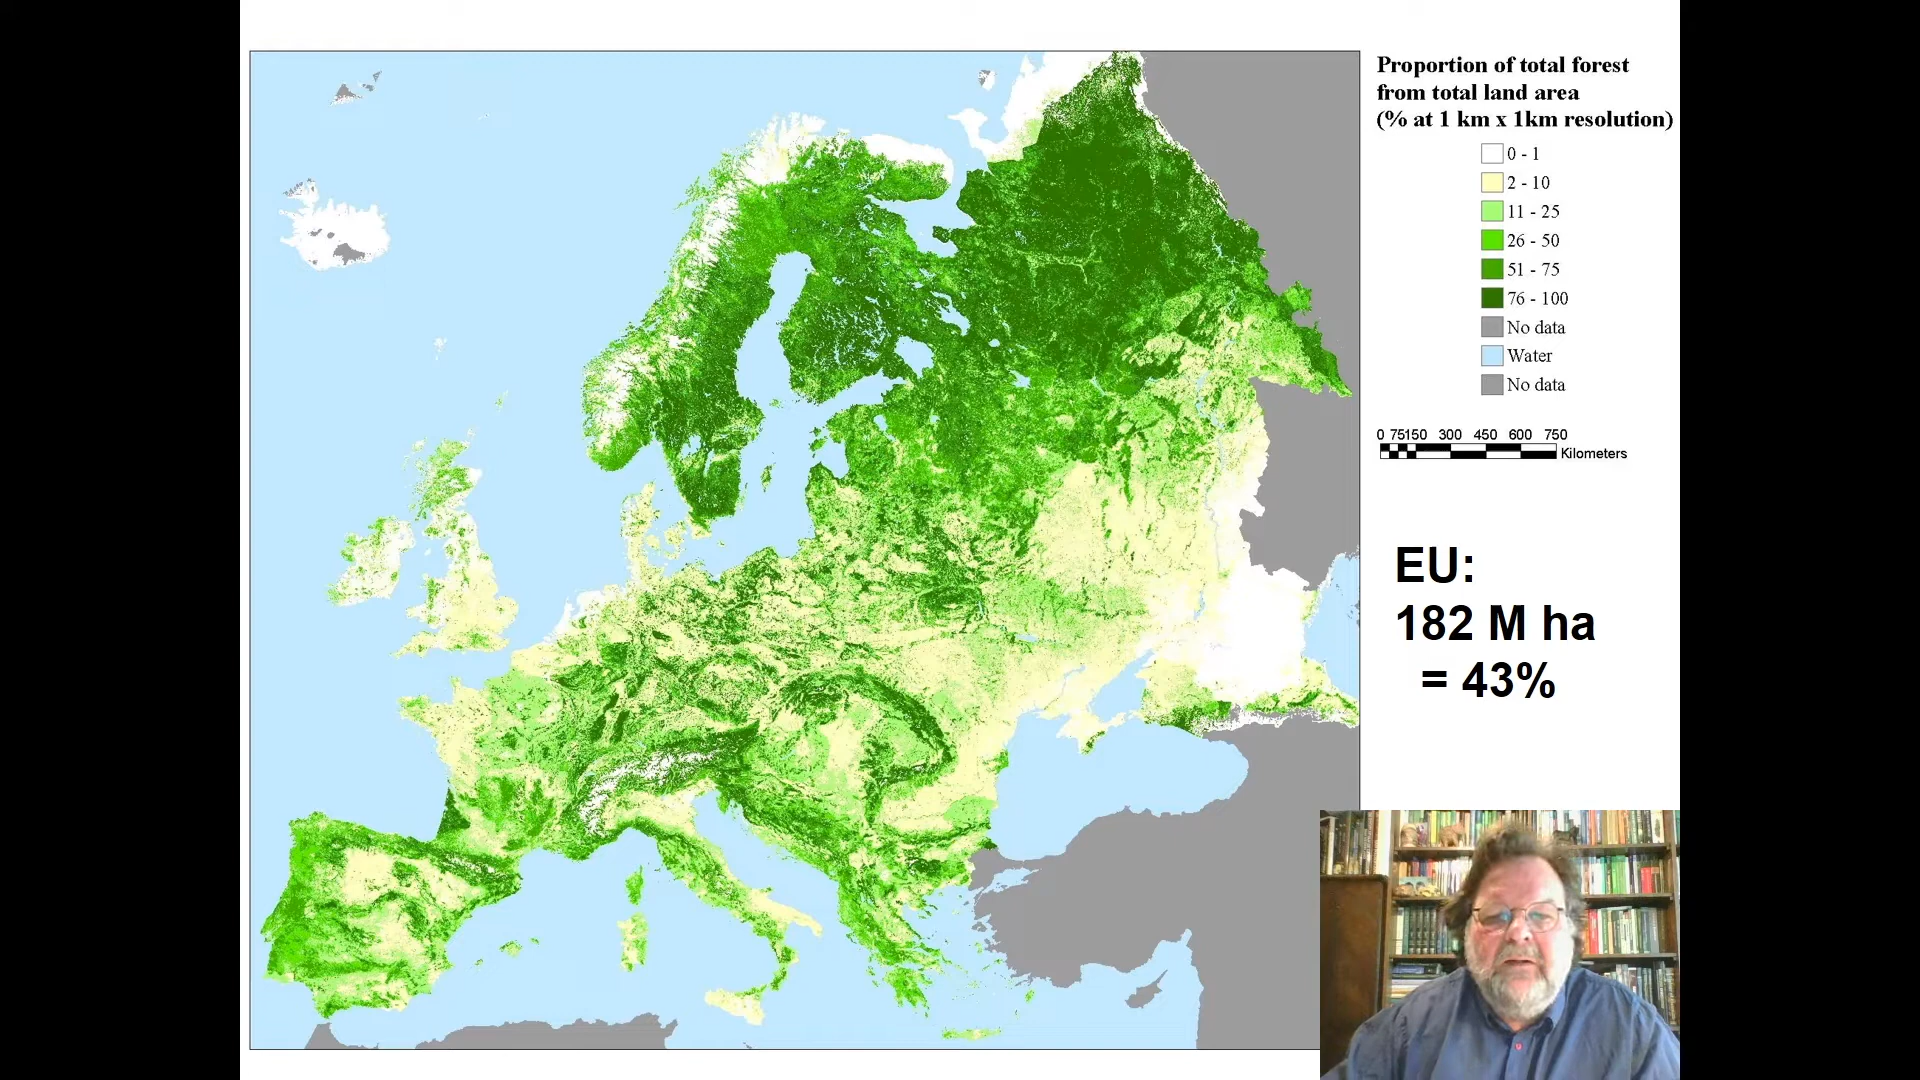 Proportion of total forest
from total land area
(% at 1 km x 1km resolution)
0 - 1
2 - 10
11 - 25
26 - 50
51 - 75
76 - 100
No data
Water
No data
0 75150 300 450 600 750
Kilometers
EU:
182 M ha
= 43%